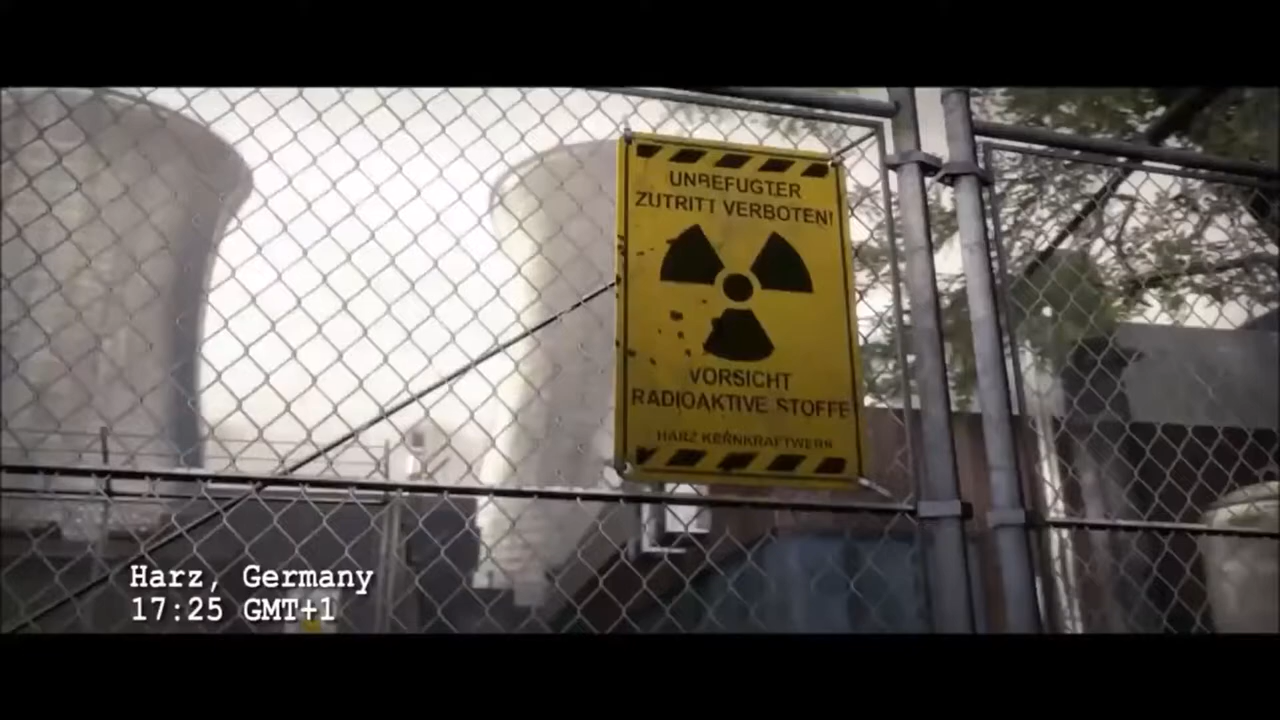 UNBEFUGTER
ZUTRITT VERBOTEN!
VORSICHT
RADIOAKTIVE STOFFE
HARZ KERNKRAFTWERK
Harz, Germany
17:25 GMT+1